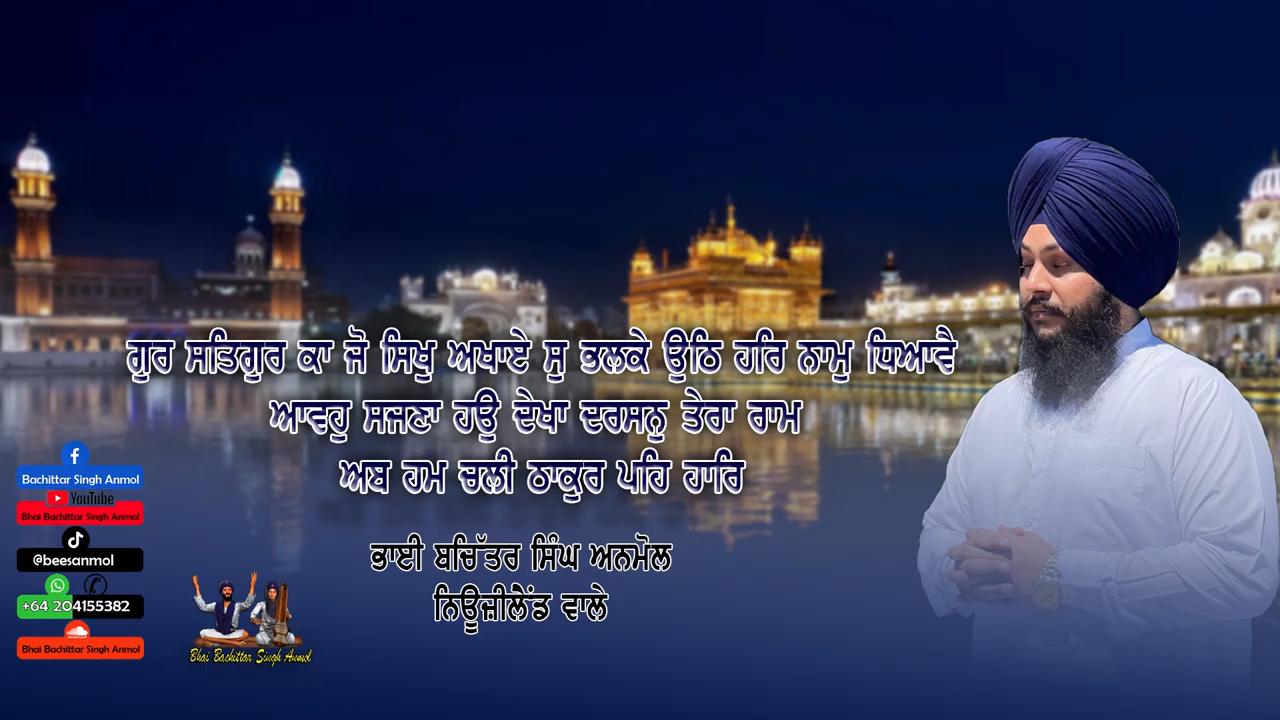 ਗੁਰ ਸਤਿਗੁਰ ਕਾ ਜੋ ਸਿਖੁ ਅਖਾਏ ਸੁ ਭਲਕੇ ਉਠਿ ਹਰਿ ਨਾਮੁ ਧਿਆਵੈ
ਆਵਹੁ ਸਜਣਾ ਹਉ ਦੇਖਾ ਦਰਸਨੁ ਤੇਰਾ ਰਾਮ
ਅਬ ਹਮ ਚਲੀ ਠਾਕੁਰ ਪਹਿ ਹਾਰਿ
ਭਾਈ ਬਚਿੱਤਰ ਸਿੰਘ ਅਨਮੋਲ
ਨਿਊਜ਼ੀਲੈਂਡ ਵਾਲੇ
Bachittar Singh Anmol
YouTube
Bhai Bachittar Singh Anmol
@beesanmol
+64 204155382
Bhai Bachittar Singh Anmol
Bhai Bachittar Singh Anmol